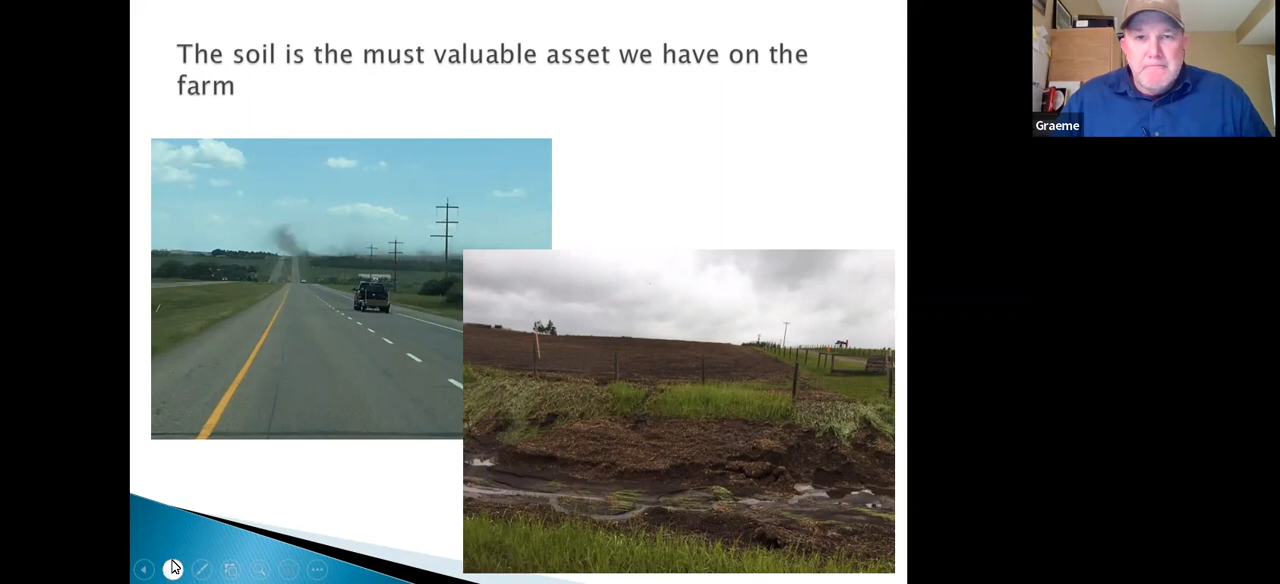 The soil is the must valuable asset we have on the
farm
Graeme